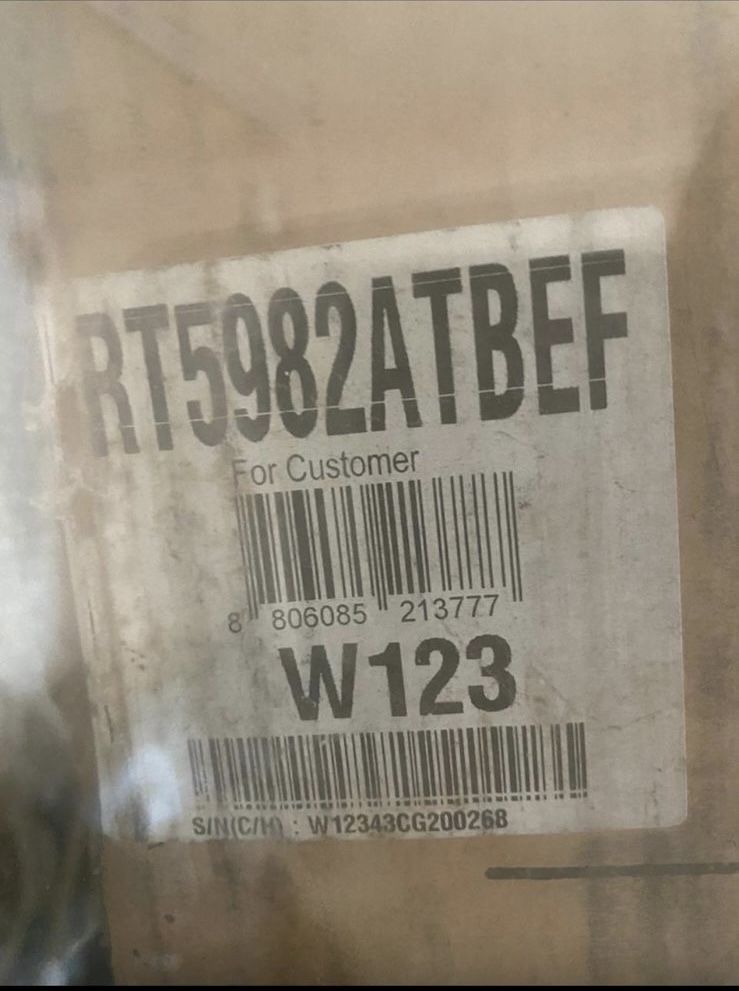 RT5982ATBEF
For Customer
8 806085 213777
W123
S/N(C/H) : W12343CG200268